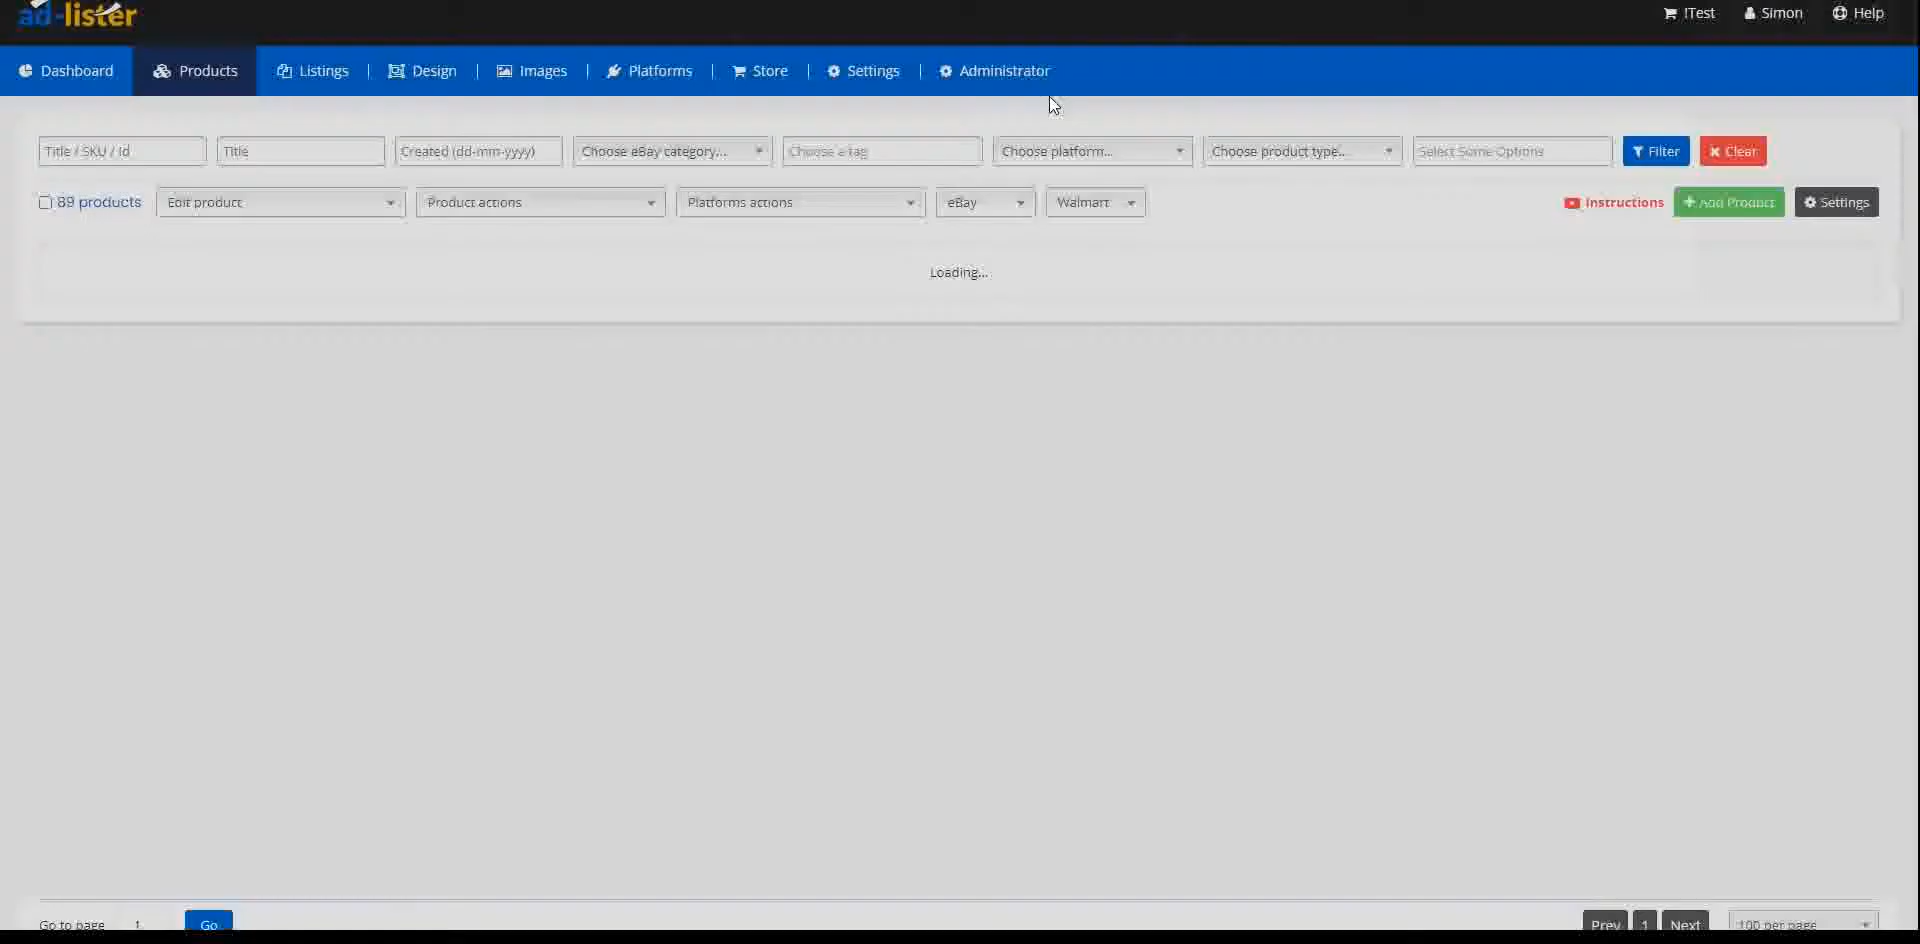 ad-lister
!Test Simon Help
Dashboard Products Listings Design Images Platforms Store Settings Administrator
Title / SKU / Id Title Created (dd-mm-yyyy) Choose eBay category... Choose a tag Choose platform... Choose product type... Select Some Options Filter Clear
89 products Edit product Product actions Platforms actions eBay Walmart Instructions Add Product Settings
Loading...
Go to page 1 Go Prev 1 Next 100 per page